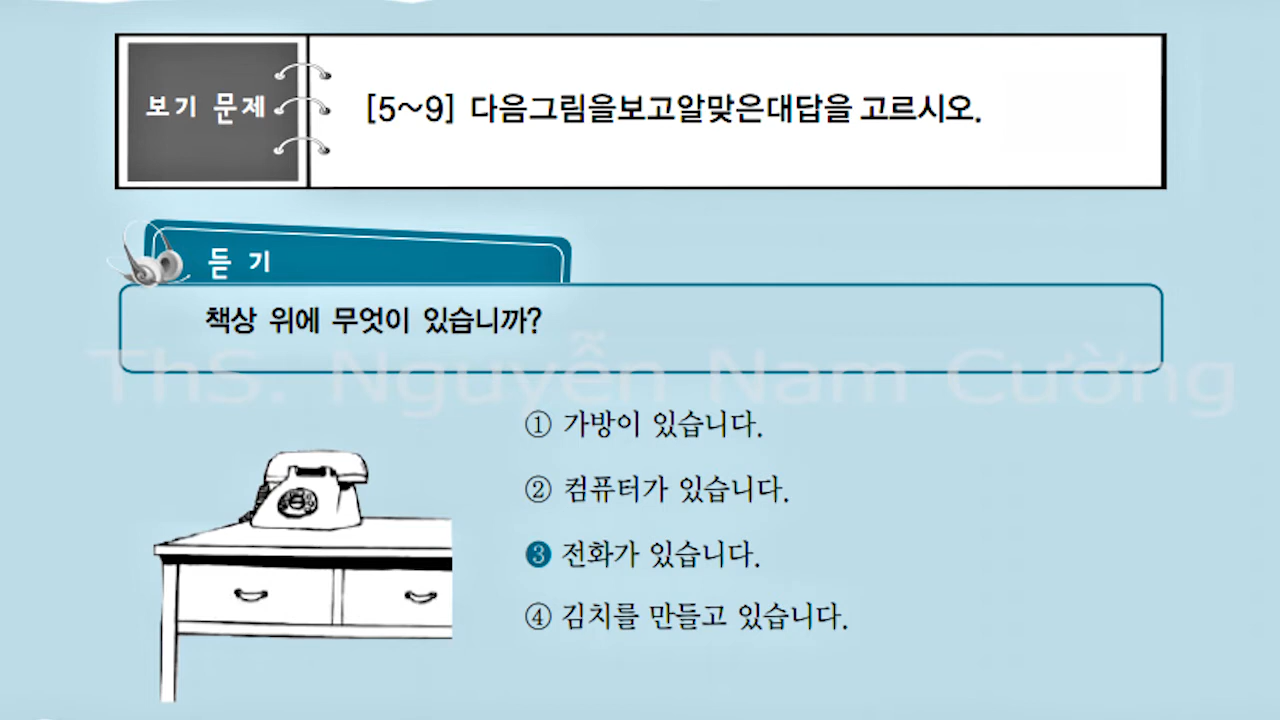 보기 문제
[5~9] 다음그림을보고알맞은대답을 고르시오.
듣 기
책상 위에 무엇이 있습니까?
ThS. Nguyễn Nam Cường
① 가방이 있습니다.
② 컴퓨터가 있습니다.
❸ 전화가 있습니다.
④ 김치를 만들고 있습니다.